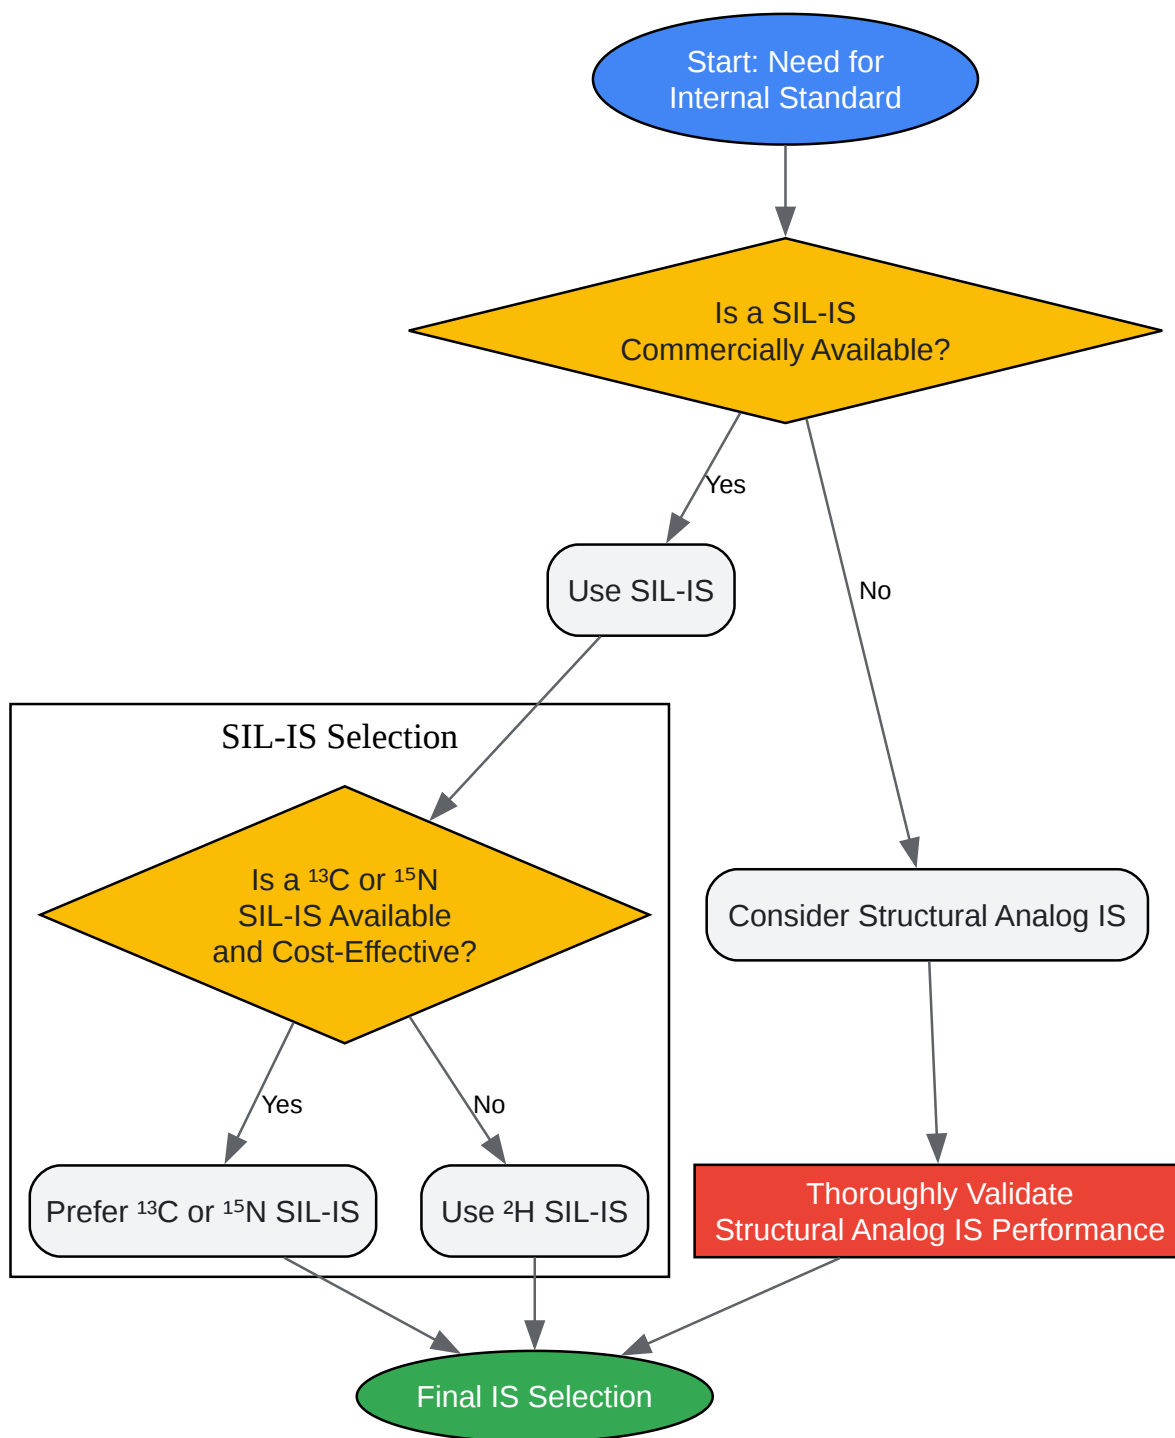 Start: Need for
Internal Standard
Is a SIL-IS
Commercially Available?
Yes
No
Use SIL-IS
SIL-IS Selection
Is a ¹³C or ¹⁵N
SIL-IS Available
and Cost-Effective?
Consider Structural Analog IS
Yes
No
Prefer ¹³C or ¹⁵N SIL-IS
Use ²H SIL-IS
Thoroughly Validate
Structural Analog IS Performance
Final IS Selection